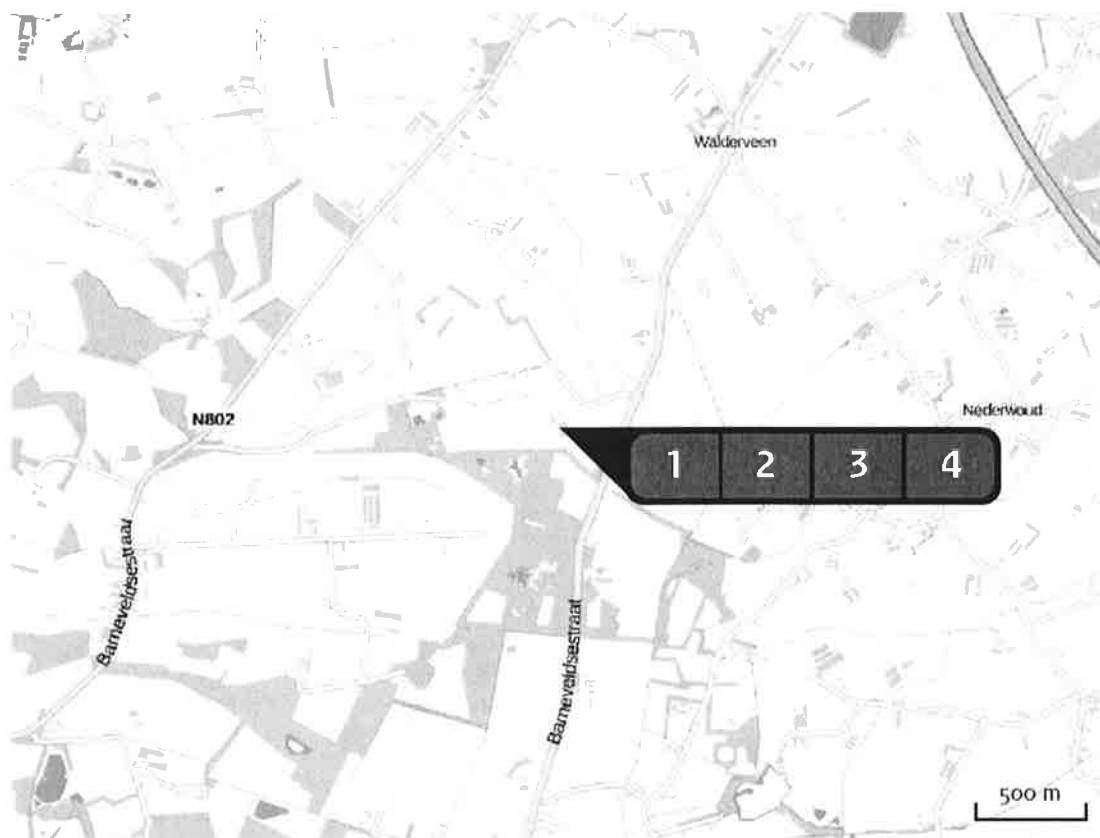 Walderveen
N802
Nederwoud
1 2 3 4
Barneveldsestraat
Barneveldsestraat
500 m